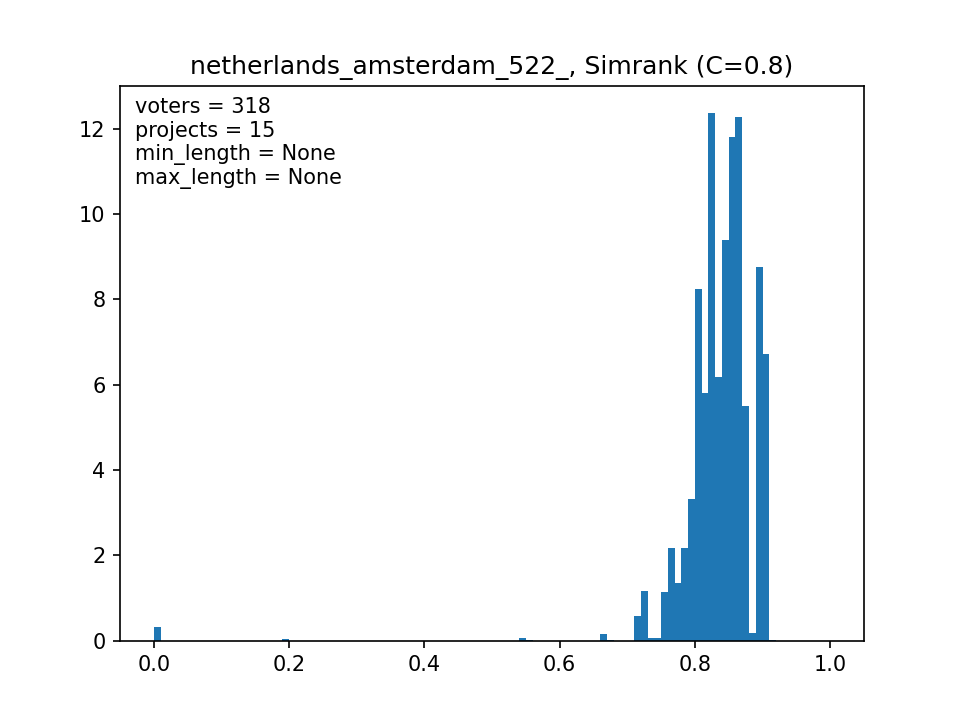 netherlands_amsterdam_522_, Simrank (C=0.8)
voters = 318
projects = 15
min_length = None
max_length = None
12
10
8
6
4
2
0
0.0 0.2 0.4 0.6 0.8 1.0